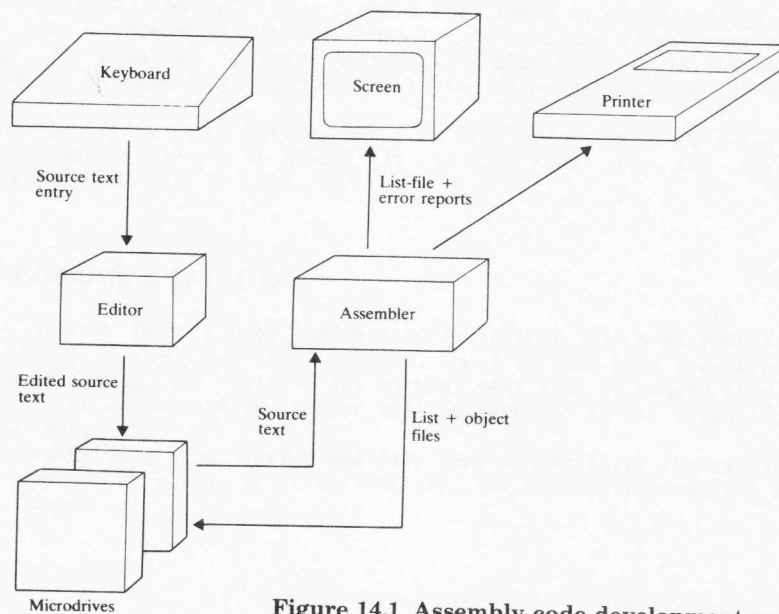 Keyboard
Screen
Printer
Source text
entry
List-file +
error reports
Editor
Assembler
Edited source
text
Source
text
List + object
files
Microdrives
Figure 14.1 Assembly code development